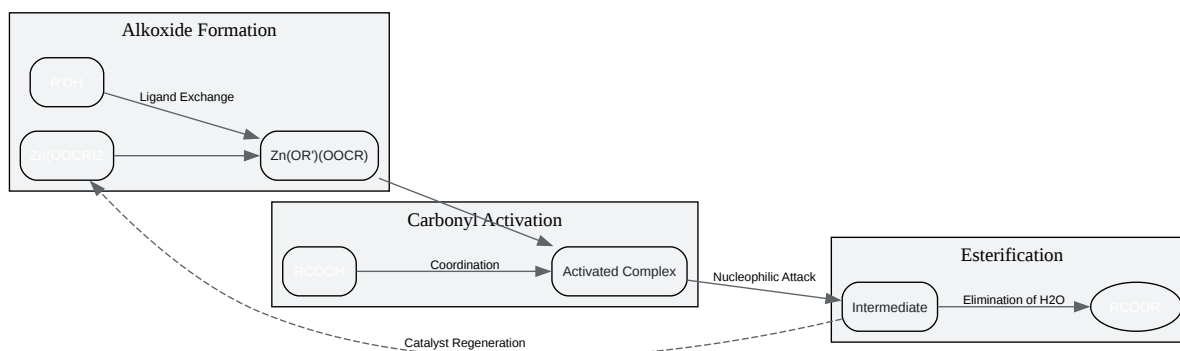 Alkoxide Formation
R'OH
Ligand Exchange
Zn(OOCR)2
Zn(OR')(OOCR)
Carbonyl Activation
RCOOH
Coordination
Activated Complex
Nucleophilic Attack
Esterification
Intermediate
Elimination of H2O
RCOOR'
Catalyst Regeneration